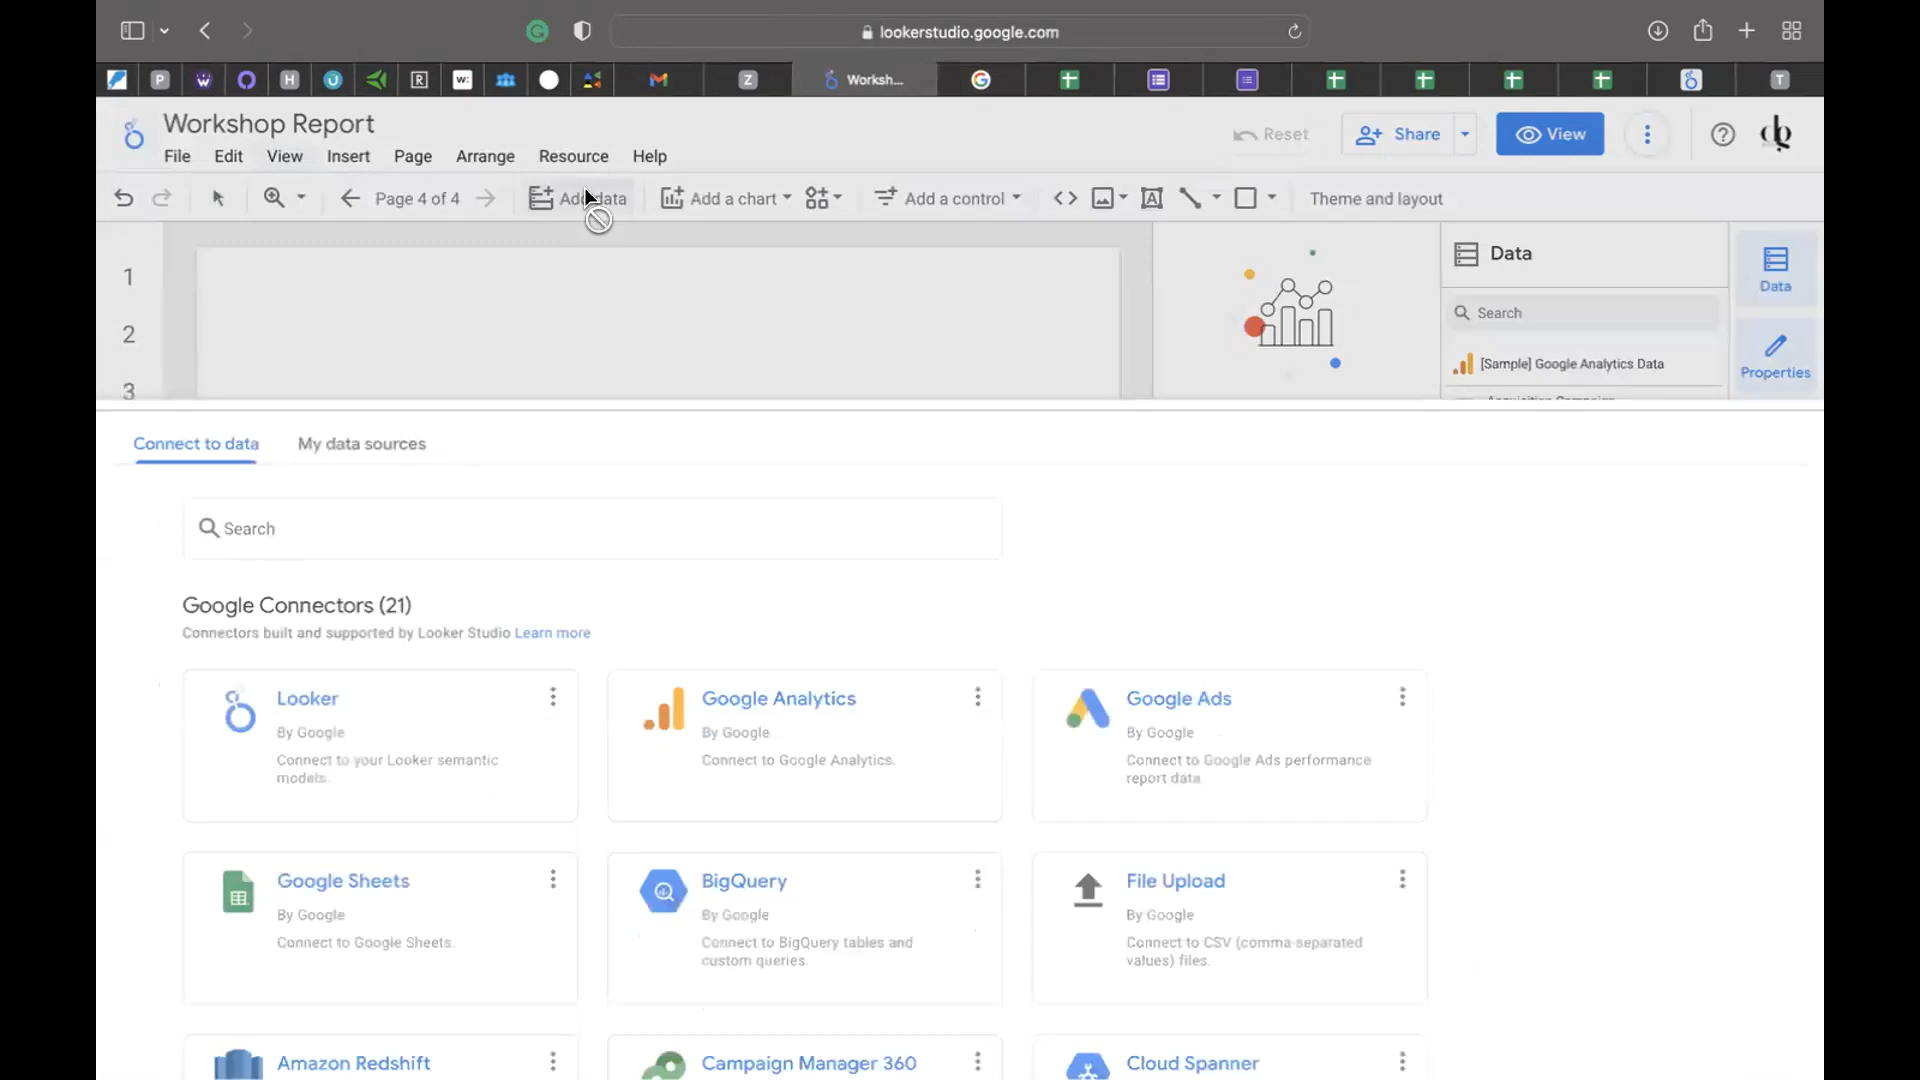 lookerstudio.google.com
P
H
R
w:
Z
Worksh...
T
Workshop Report
Reset
Share
View
File
Edit
View
Insert
Page
Arrange
Resource
Help
Page 4 of 4
Add data
Add a chart
Add a control
Theme and layout
1
2
3
Data
Search
[Sample] Google Analytics Data
Data
Properties
Connect to data
My data sources
Search
Google Connectors (21)
Connectors built and supported by Looker Studio Learn more
Looker
By Google
Connect to your Looker semantic
models.
Google Analytics
By Google
Connect to Google Analytics.
Google Ads
By Google
Connect to Google Ads performance
report data.
Google Sheets
By Google
Connect to Google Sheets.
BigQuery
By Google
Connect to BigQuery tables and
custom queries.
File Upload
By Google
Connect to CSV (comma-separated
values) files.
Amazon Redshift
Campaign Manager 360
Cloud Spanner